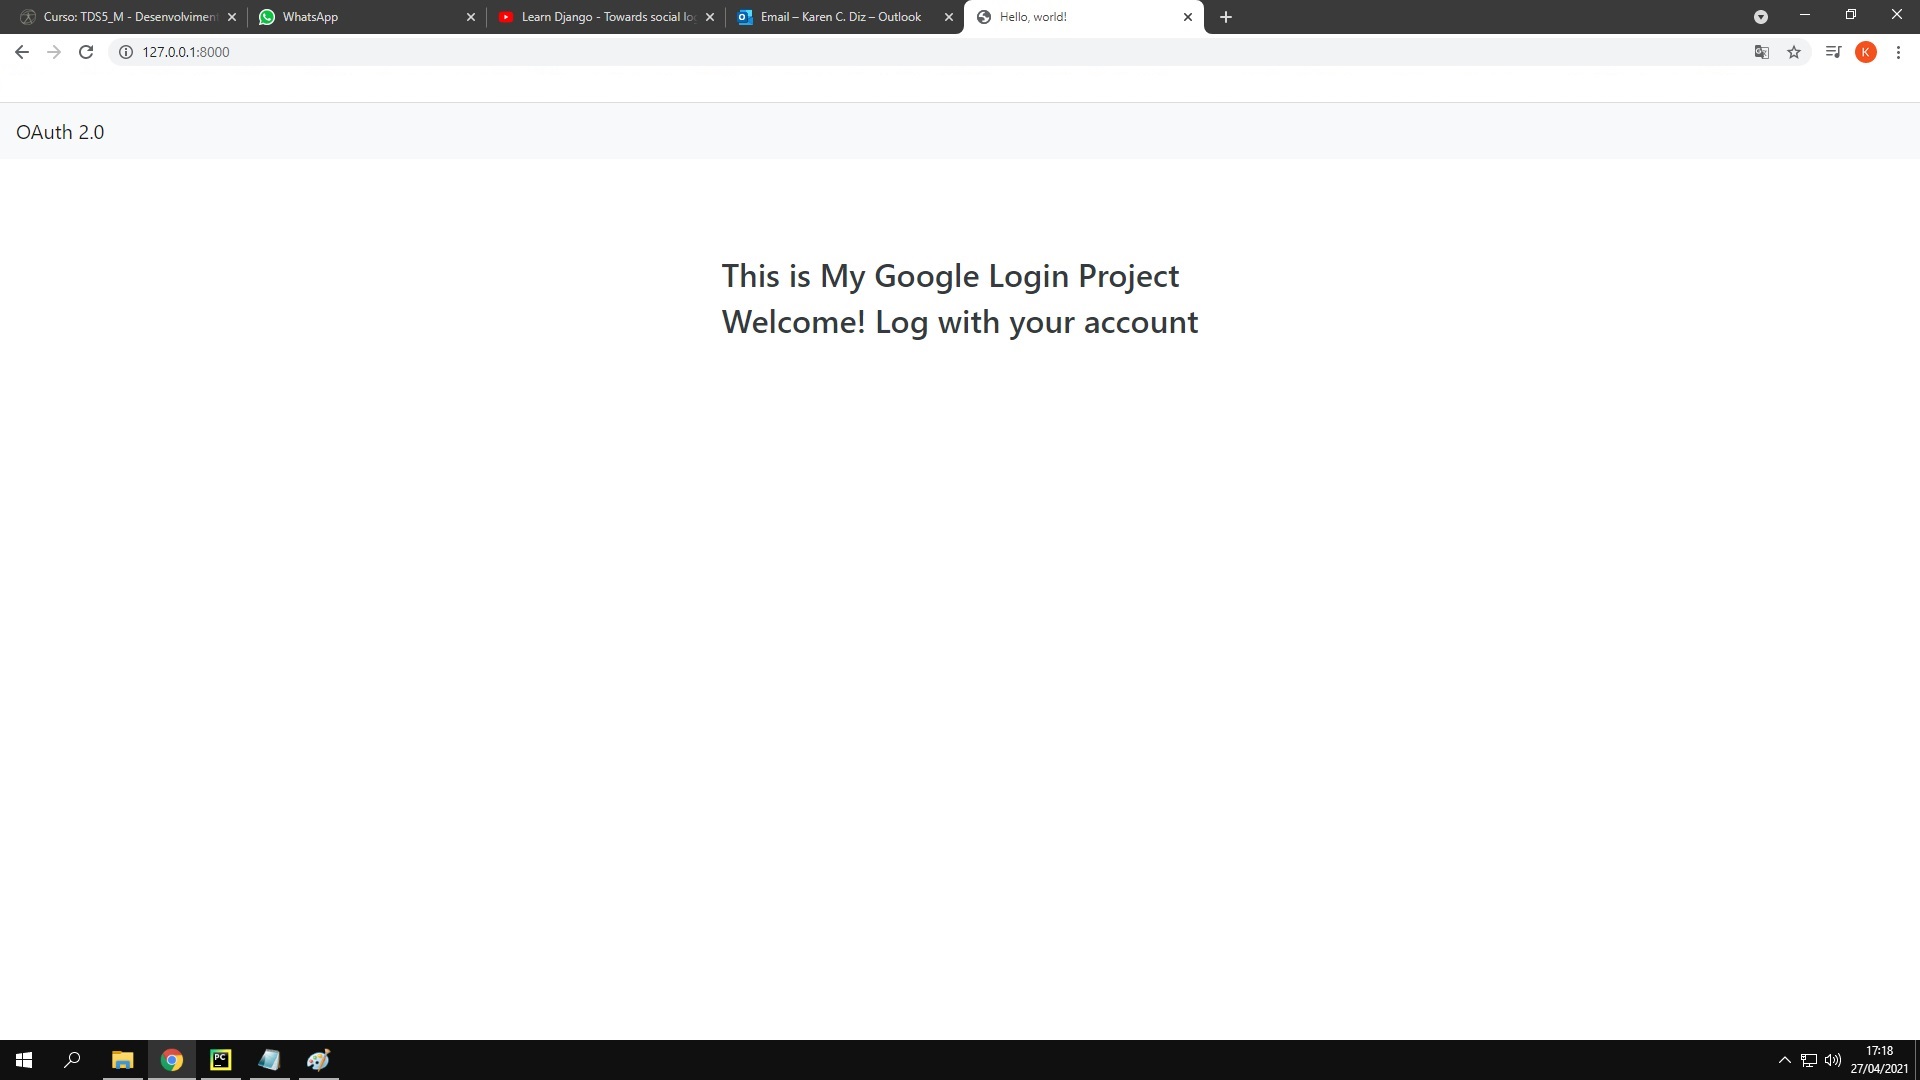 Curso: TDS5_M - Desenvolvimen
WhatsApp
Learn Django - Towards social lo
Email – Karen C. Diz – Outlook
Hello, world!
127.0.0.1:8000
K
OAuth 2.0
This is My Google Login Project
Welcome! Log with your account
PC
17:18
27/04/2021